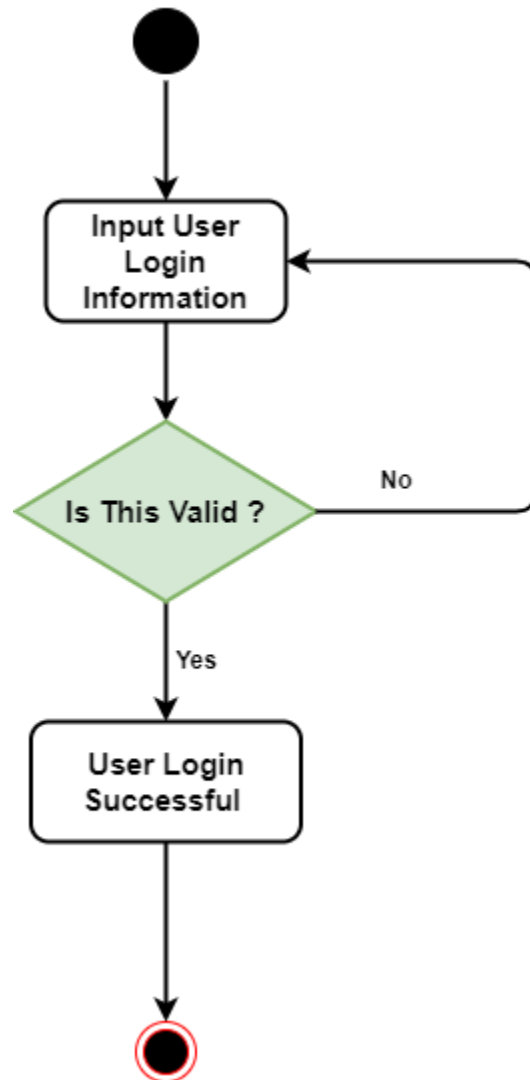 Input User
Login
Information
Is This Valid ?
No
Yes
User Login
Successful